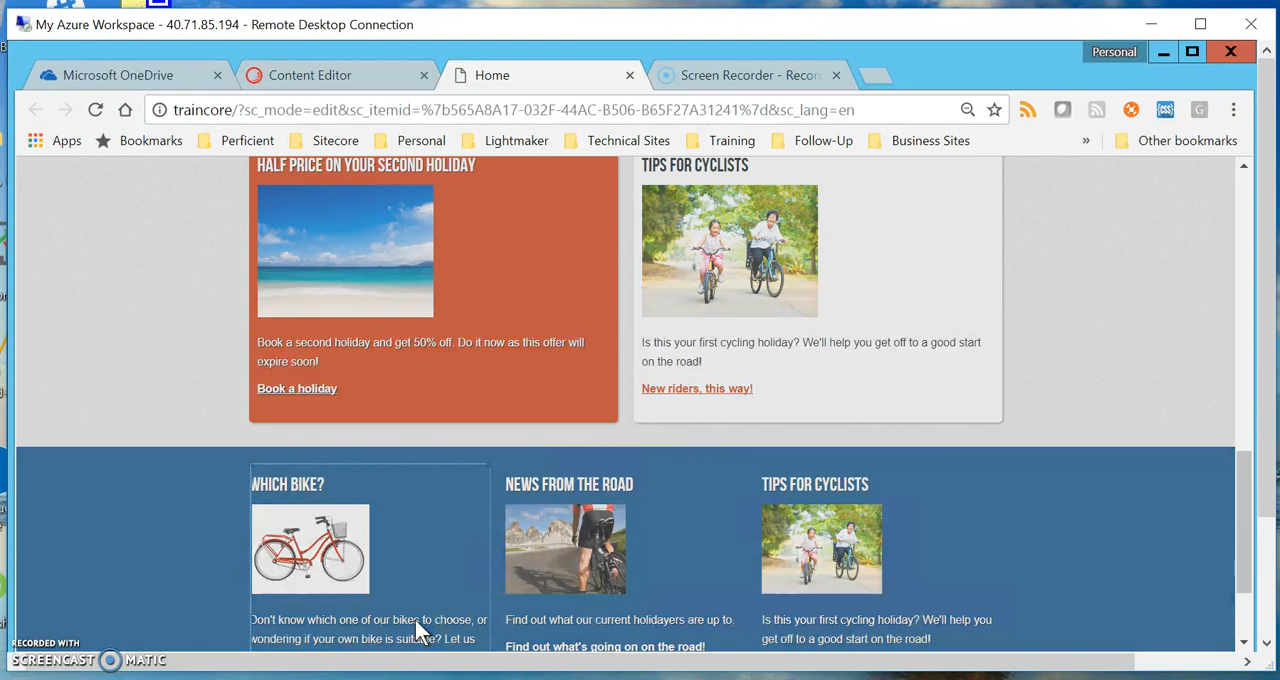 My Azure Workspace - 40.71.85.194 - Remote Desktop Connection
Personal
Microsoft OneDrive
Content Editor
Home
Screen Recorder - Recor
traincore/?sc_mode=edit&sc_itemid=%7b565A8A17-032F-44AC-B506-B65F27A31241%7d&sc_lang=en
Apps
Bookmarks
Perficient
Sitecore
Personal
Lightmaker
Technical Sites
Training
Follow-Up
Business Sites
»
Other bookmarks
HALF PRICE ON YOUR SECOND HOLIDAY
Book a second holiday and get 50% off. Do it now as this offer will
expire soon!
Book a holiday
TIPS FOR CYCLISTS
Is this your first cycling holiday? We'll help you get off to a good start
on the road!
New riders, this way!
WHICH BIKE?
Don't know which one of our bikes to choose, or
wondering if your own bike is suitable? Let us
NEWS FROM THE ROAD
Find out what our current holidayers are up to.
Find out what's going on on the road!
TIPS FOR CYCLISTS
Is this your first cycling holiday? We'll help you
get off to a good start on the road!
RECORDED WITH
SCREENCAST MATIC